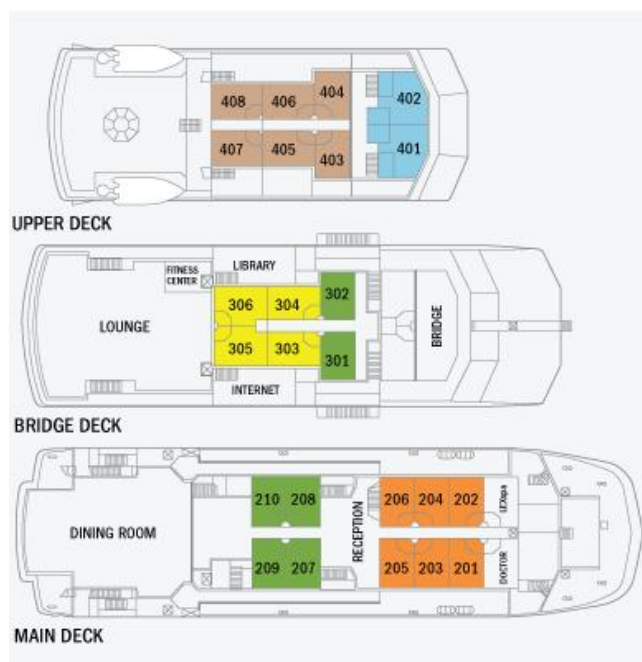 408 406 404
402
407 405 403
401
UPPER DECK
LIBRARY
FITNESS
CENTER
306 304 302
LOUNGE
BRIDGE
305 303 301
INTERNET
BRIDGE DECK
210 208
RECEPTION
206 204 202
LEXspa
DINING ROOM
209 207
205 203 201
DOCTOR
MAIN DECK